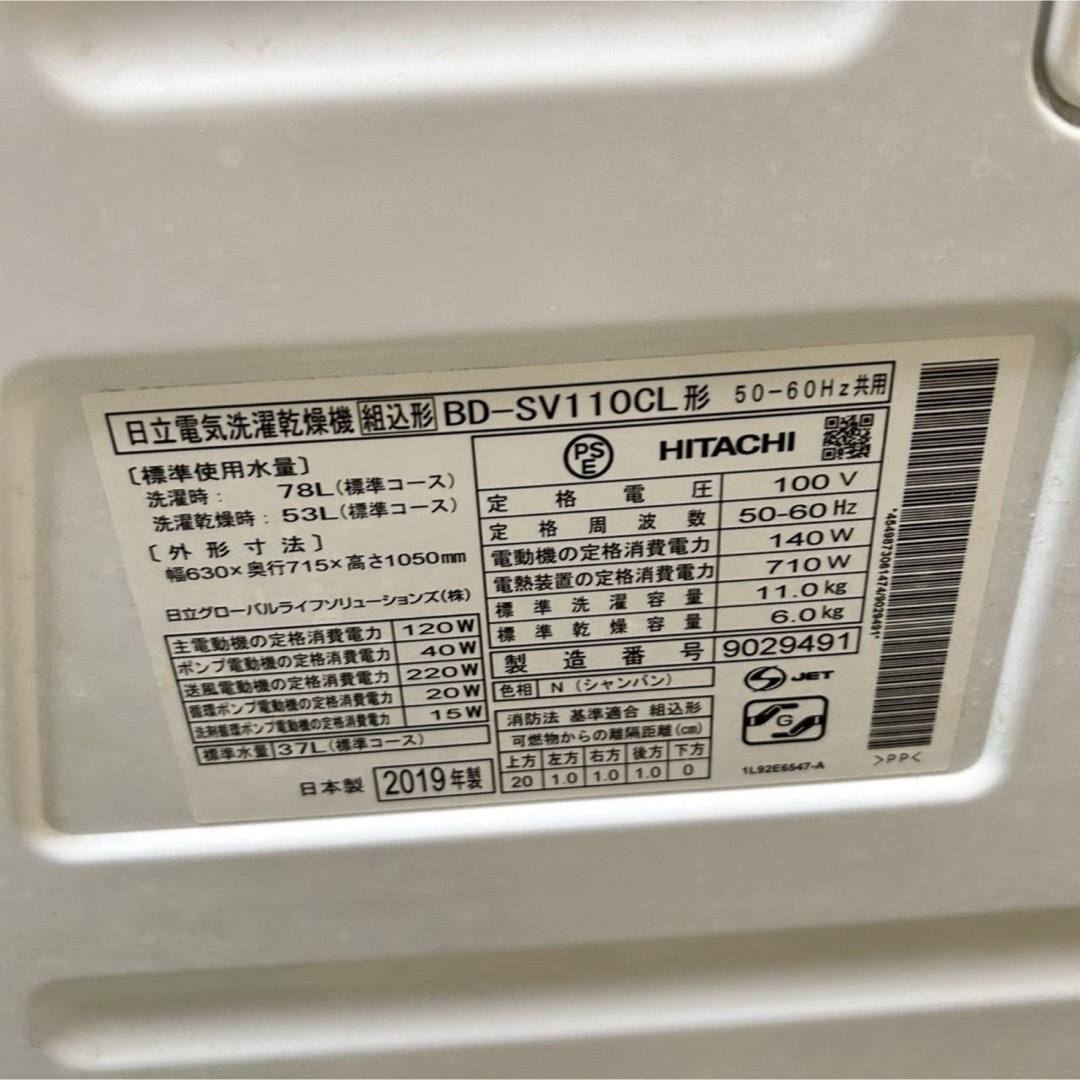 日立電気洗濯乾燥機 組込形 BD-SV110CL形 50-60Hz共用
[標準使用水量]
洗濯時: 78L(標準コース)
洗濯乾燥時: 53L(標準コース)
[外形寸法]
幅630×奥行715×高さ1050mm
日立グローバルライフソリューションズ(株)
主電動機の定格消費電力 120W
ポンプ電動機の定格消費電力 40W
送風電動機の定格消費電力 220W
循環ポンプ電動機の定格消費電力 20W
洗剤循環ポンプ電動機の定格消費電力 15W
標準水量 37L(標準コース)
日本製 2019年製
PSE HITACHI
定格電圧 100V
定格周波数 50-60Hz
電動機の定格消費電力 140W
電熱装置の定格消費電力 710W
標準洗濯容量 11.0kg
標準乾燥容量 6.0kg
製造番号 9029491
色相 N(シャンパン)
消防法 基準適合 組込形
可燃物からの離隔距離(cm)
上方 左方 右方 後方 下方
20 1.0 1.0 1.0 0
JET
G
1L92E6547-A
>PP<
*4549873061474/9029491*